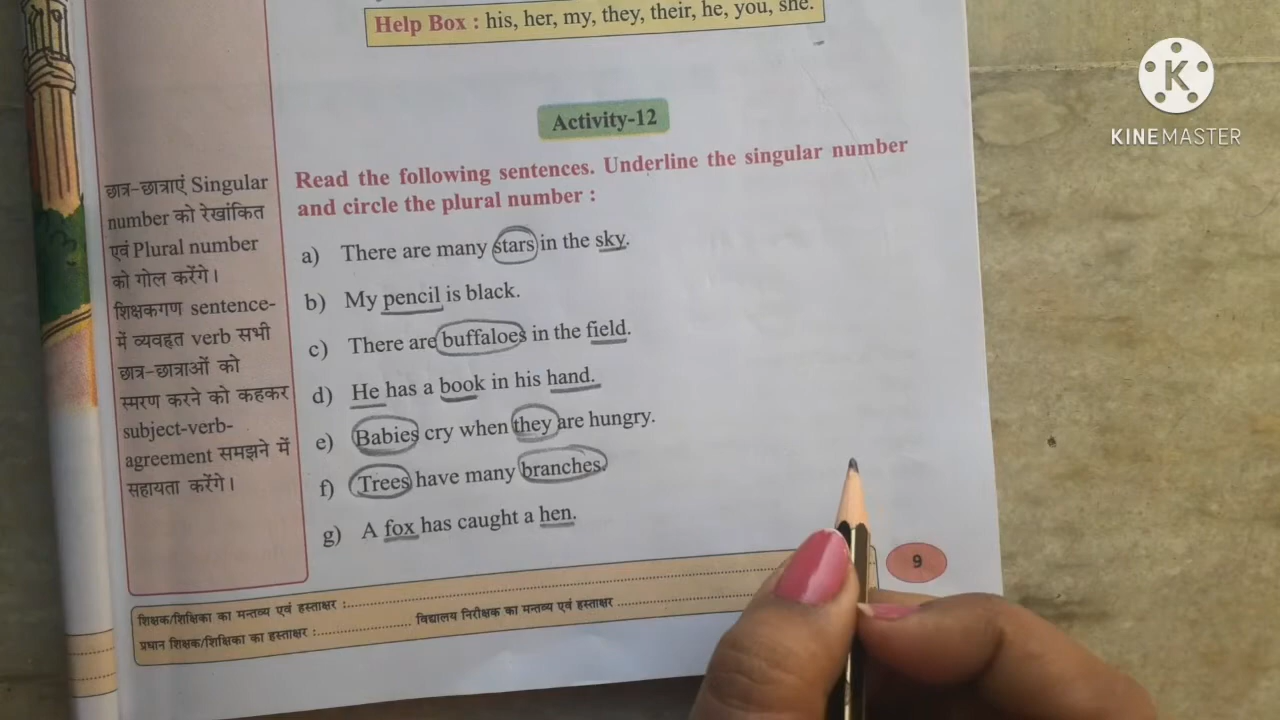 Help Box : his, her, my, they, their, he, you, she.
K
KINEMASTER
Activity-12
Read the following sentences. Underline the singular number
and circle the plural number :
छात्र-छात्राएं Singular
number को रेखांकित
एवं Plural number
को गोल करेंगे।
शिक्षकगण sentence-
में व्यवहृत verb सभी
छात्र-छात्राओं को
स्मरण करने को कहकर
subject-verb-
agreement समझने में
सहायता करेंगे।
a) There are many stars in the sky.
b) My pencil is black.
c) There are buffaloes in the field.
d) He has a book in his hand.
e) Babies cry when they are hungry.
f) Trees have many branches.
g) A fox has caught a hen.
9
शिक्षक/शिक्षिका का मन्तव्य एवं हस्ताक्षर :
प्रधान शिक्षक/शिक्षिका का हस्ताक्षर : विद्यालय निरीक्षक का मन्तव्य एवं हस्ताक्षर